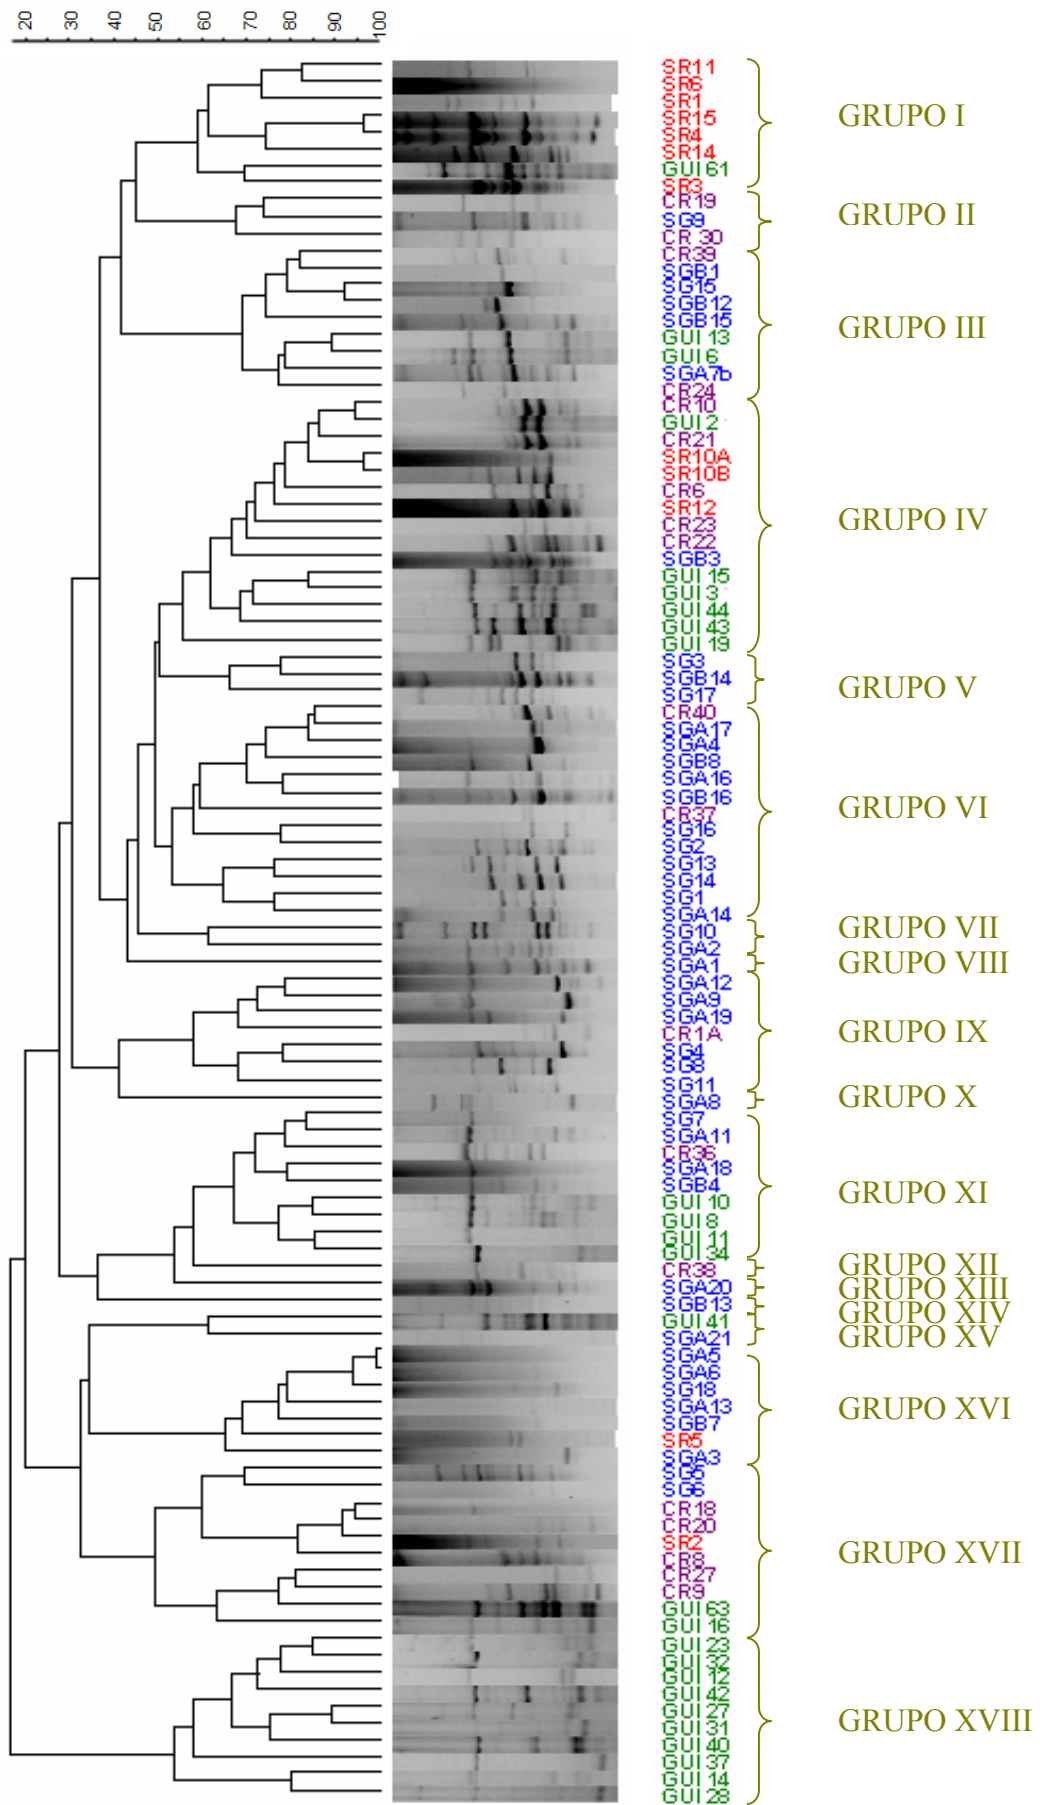 20 30 40 50 60 70 80 90 100
SR11
SR6
SR1
SR15
SR4
SR14
GUI 61
SR3
GRUPO I
CR19
SG9
CR 30
GRUPO II
CR39
SGB1
SG15
SGB12
SGB15
GUI 13
GUI 6
SGA7b
CR24
GRUPO III
CR10
GUI 2
CR21
SR10A
SR10B
CR6
SR12
CR23
CR22
SGB3
GUI 15
GUI 3
GUI 44
GUI 43
GUI 19
GRUPO IV
SG3
SGB14
SG17
GRUPO V
CR40
SGA17
SGA4
SGB8
SGA16
SGB16
CR37
SG16
SG2
SG13
SG14
SG1
SGA14
GRUPO VI
SG10
SGA2
GRUPO VII
SGA1
GRUPO VIII
SGA12
SGA9
SGA19
CR1A
SG4
SG8
SG11
GRUPO IX
SGA8
GRUPO X
SG7
SGA11
CR36
SGA18
SGB4
GUI 10
GUI 8
GUI 11
GUI 34
GRUPO XI
CR38
GRUPO XII
SGA20
GRUPO XIII
SGB13
GRUPO XIV
GUI 41
SGA21
GRUPO XV
SGA5
SGA6
SG18
SGA13
SGB7
SR5
SGA3
GRUPO XVI
SG5
SG6
CR18
CR20
SR2
CR8
CR27
CR9
GUI 63
GUI 16
GRUPO XVII
GUI 23
GUI 32
GUI 12
GUI 42
GUI 27
GUI 31
GUI 40
GUI 37
GUI 14
GUI 28
GRUPO XVIII